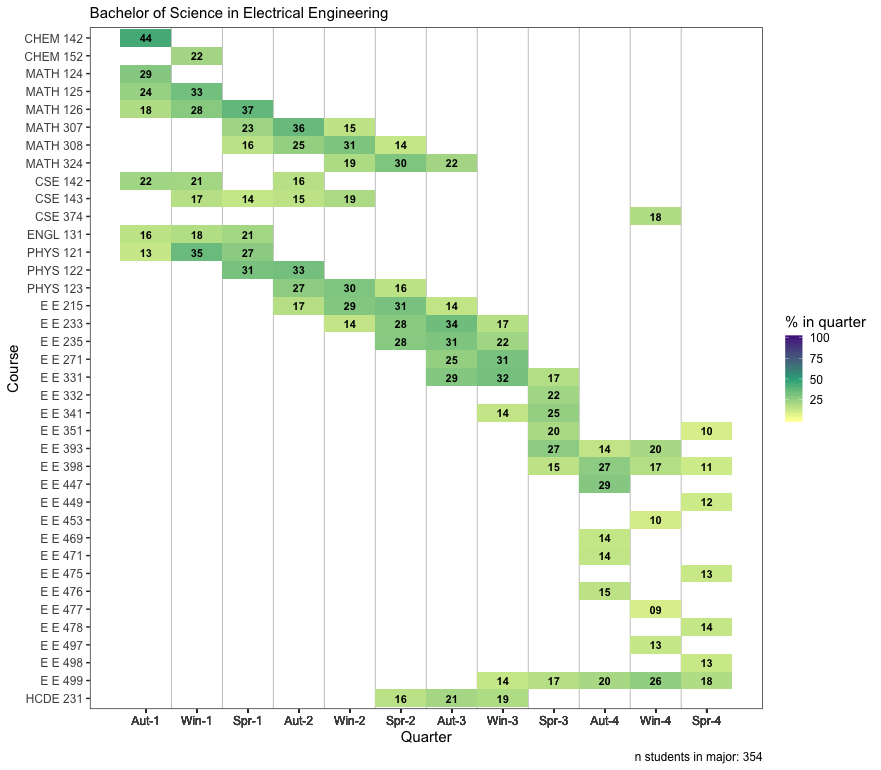 Bachelor of Science in Electrical Engineering
CHEM 142 44
CHEM 152 22
MATH 124 29
MATH 125 24 33
MATH 126 18 28 37
MATH 307 23 36 15
MATH 308 16 25 31 14
MATH 324 19 30 22
CSE 142 22 21 16
CSE 143 17 14 15 19
CSE 374 18
ENGL 131 16 18 21
PHYS 121 13 35 27
PHYS 122 31 33
PHYS 123 27 30 16
E E 215 17 29 31 14
E E 233 14 28 34 17
E E 235 28 31 22
E E 271 25 31
E E 331 29 32 17
E E 332 22
E E 341 14 25
E E 351 20 10
E E 393 27 14 20
E E 398 15 27 17 11
E E 447 29
E E 449 12
E E 453 10
E E 469 14
E E 471 14
E E 475 13
E E 476 15
E E 477 09
E E 478 14
E E 497 13
E E 498 13
E E 499 14 17 20 26 18
HCDE 231 16 21 19
Aut-1 Win-1 Spr-1 Aut-2 Win-2 Spr-2 Aut-3 Win-3 Spr-3 Aut-4 Win-4 Spr-4
Quarter
Course
% in quarter
100
75
50
25
n students in major: 354